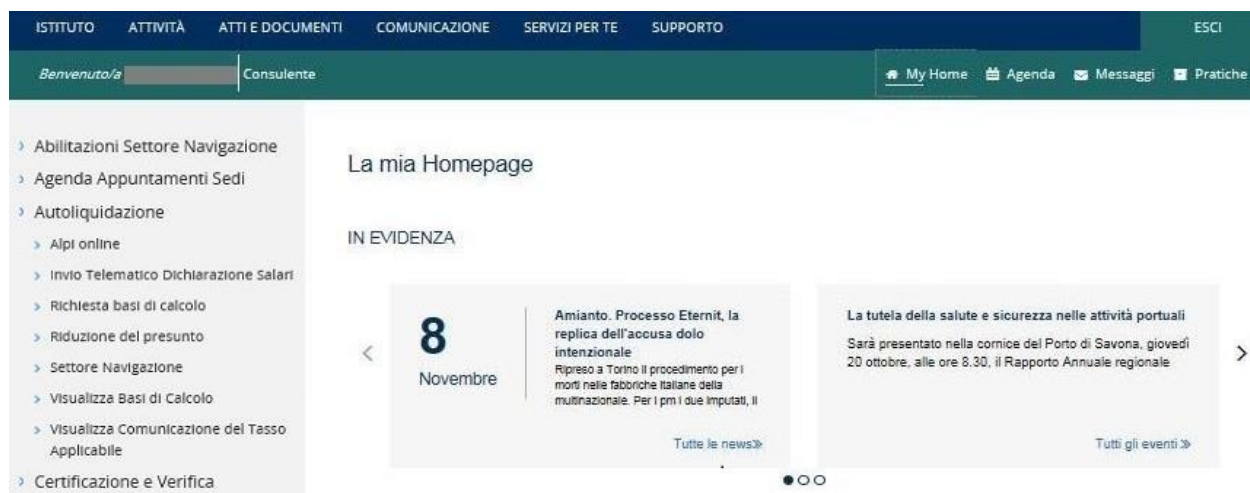 ISTITUTO ATTIVITÀ ATTI E DOCUMENTI COMUNICAZIONE SERVIZI PER TE SUPPORTO ESCI
Benvenuto/a Consulente My Home Agenda Messaggi Pratiche
Abilitazioni Settore Navigazione
Agenda Appuntamenti Sedi
Autoliquidazione
Alpi online
Invio Telematico Dichiarazione Salari
Richiesta basi di calcolo
Riduzione del presunto
Settore Navigazione
Visualizza Basi di Calcolo
Visualizza Comunicazione del Tasso
Applicabile
Certificazione e Verifica
La mia Homepage
IN EVIDENZA
8
Novembre
Amianto. Processo Eternit, la
replica dell'accusa dolo
intenzionale
Ripreso a Torino il procedimento per i
morti nelle fabbriche italiane della
multinazionale. Per i pm i due imputati, il
Tutte le news
La tutela della salute e sicurezza nelle attività portuali
Sarà presentato nella cornice del Porto di Savona, giovedì
20 ottobre, alle ore 8.30, il Rapporto Annuale regionale
Tutti gli eventi